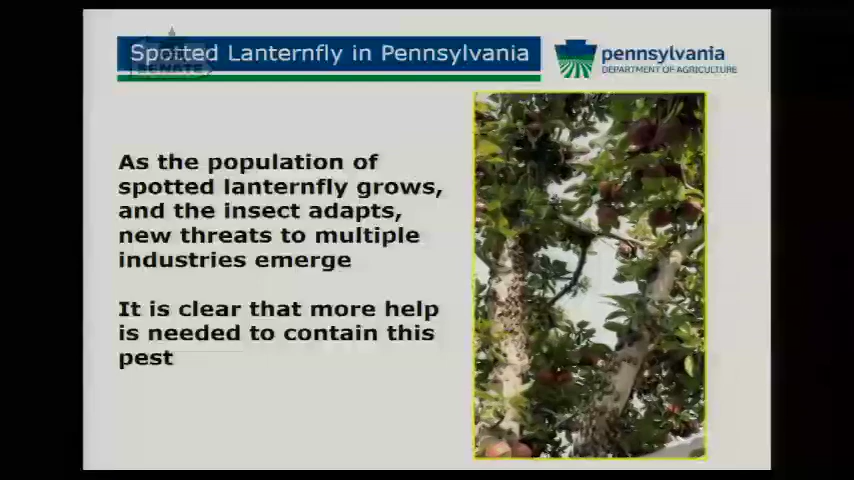 Spotted Lanternfly in Pennsylvania
SENATE
pennsylvania
DEPARTMENT OF AGRICULTURE
As the population of
spotted lanternfly grows,
and the insect adapts,
new threats to multiple
industries emerge
It is clear that more help
is needed to contain this
pest